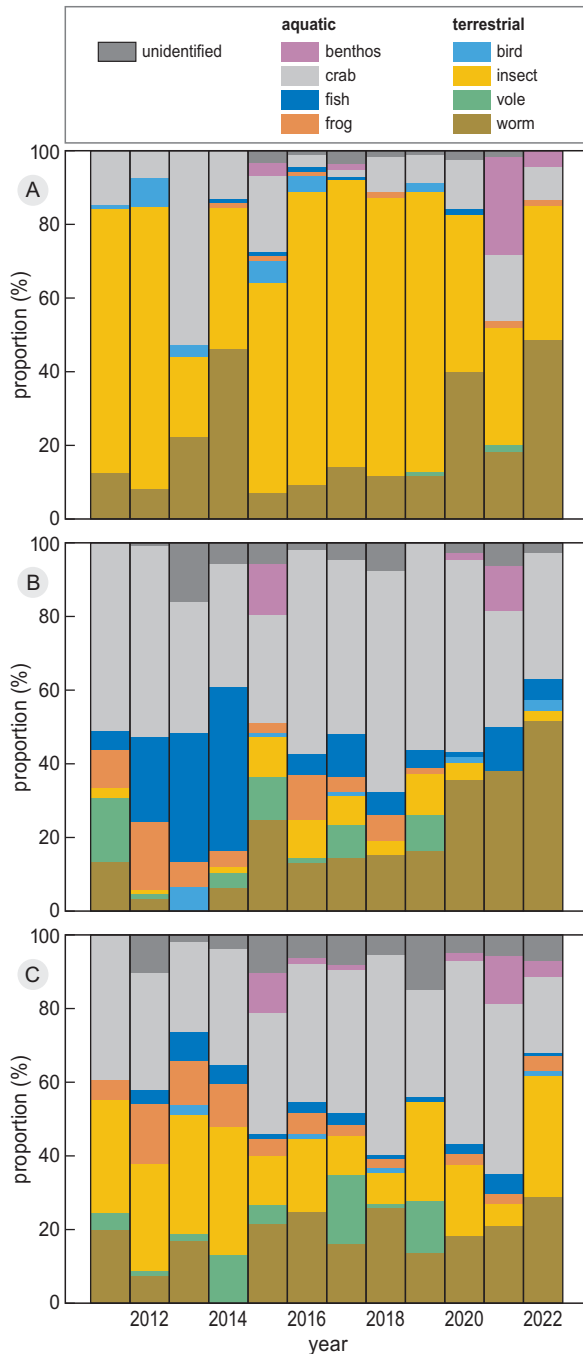 aquatic terrestrial
unidentified benthos bird
crab insect
fish vole
frog worm
100
A
80
60
proportion (%)
40
20
0
100
B
80
60
proportion (%)
40
20
0
100
C
80
60
proportion (%)
40
20
0
2012 2014 2016 2018 2020 2022
year